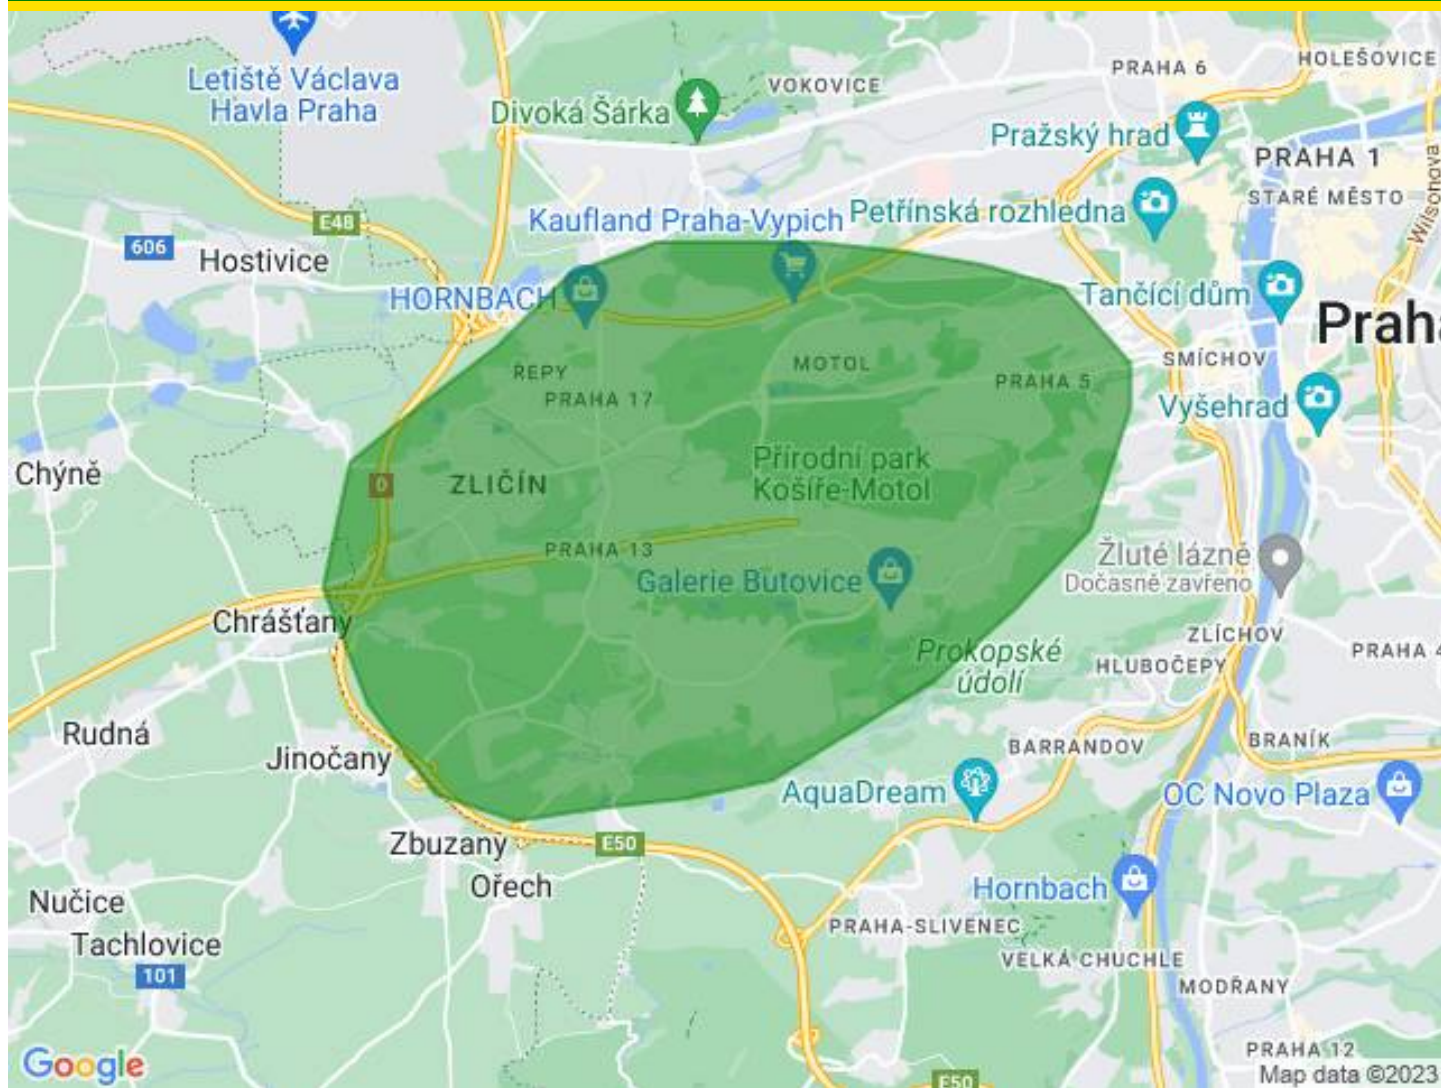 HOLEŠOVICE
PRAHA 6
Letiště Václava
Havla Praha
VOKOVICE
Divoká Šárka
Pražský hrad
PRAHA 1
STARÉ MĚSTO
Wilsonova
Kaufland Praha-Vypich
Petřínská rozhledna
E48
606
Hostivice
HORNBACH
Tančící dům
Praha
SMÍCHOV
MOTOL
ŘEPY
PRAHA 5
PRAHA 17
Vyšehrad
Přírodní park
Košíře-Motol
Chýně
0
ZLIČÍN
PRAHA 13
Galerie Butovice
Žluté lázně
Dočasně zavřeno
Chrášťany
ZLÍCHOV
Prokopské
údolí
HLUBOČEPY
PRAHA 4
Rudná
Jinočany
BARRANDOV
BRANÍK
AquaDream
OC Novo Plaza
Zbuzany
E50
Ořech
Hornbach
Nučice
Tachlovice
101
PRAHA-SLIVENEC
VELKÁ CHUCHLE
MODŘANY
PRAHA 12
Google
E50
Map data ©2023